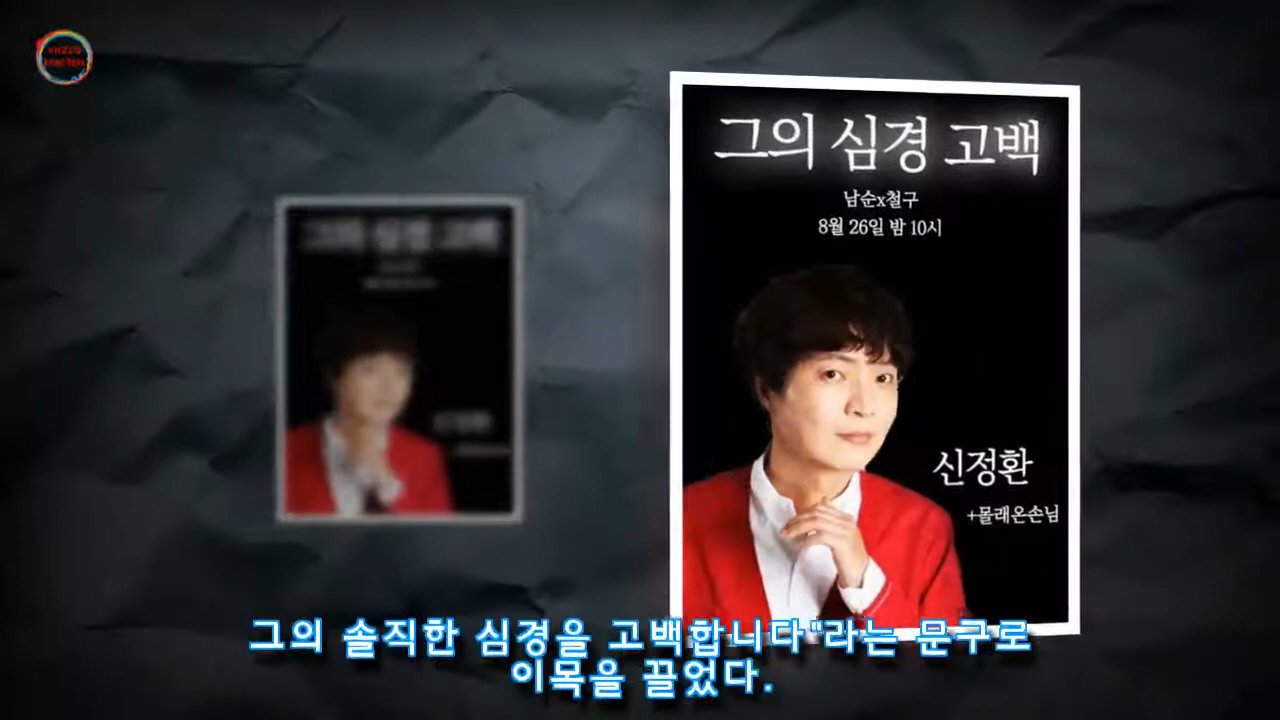 그의 심경 고백
남순x철구
8월 26일 밤 10시
신정환
+몰래온손님
그의 솔직한 심경을 고백합니다"라는 문구로
이목을 끌었다.